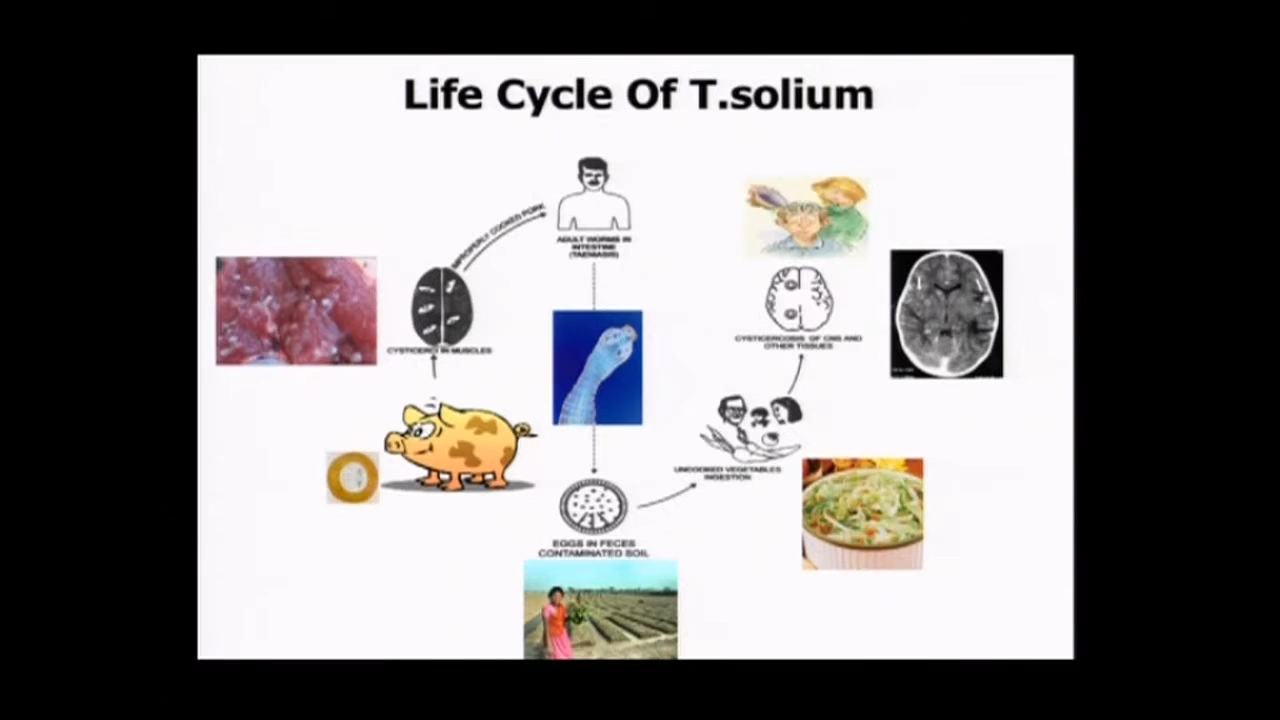 Life Cycle Of T.solium
IMPROPERLY COOKED PORK
ADULT WORMS IN
INTESTINE
(TAENIASIS)
CYSTICERCI IN MUSCLES
CYSTICERCOSIS OF CNS AND
OTHER TISSUES
UNCOOKED VEGETABLES
INGESTION
EGGS IN FECES
CONTAMINATED SOIL